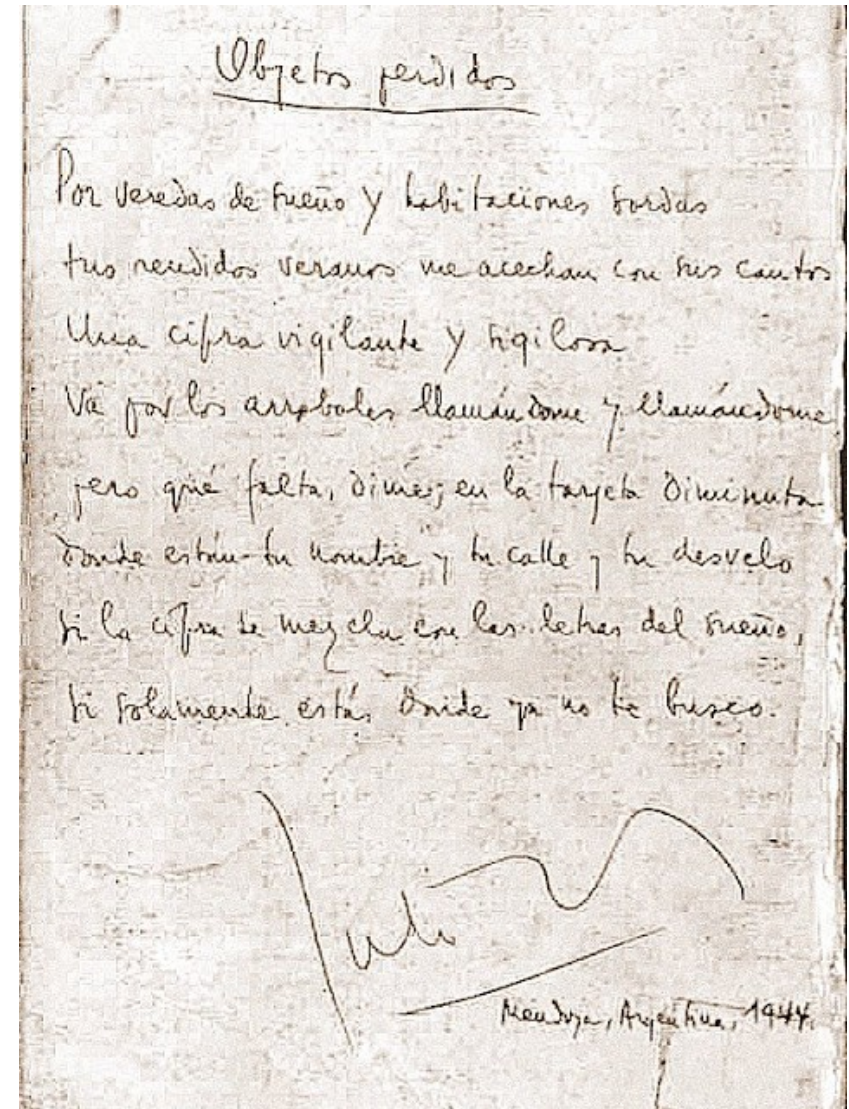 Objetos perdidos
Por veredas de sueño y habitaciones sordas
tus rendidos veranos me acechan con sus cantos
Una cifra vigilante y sigilosa
Va por los arrabales llamándome y llamándome
pero qué falta, dime, en la tarjeta diminuta
donde están tu nombre y tu calle y tu desvelo
si la cifra se mezcla con las letras del sueño,
si solamente estás donde ya no te busco.
Julio
Mendoza, Argentina, 1944.